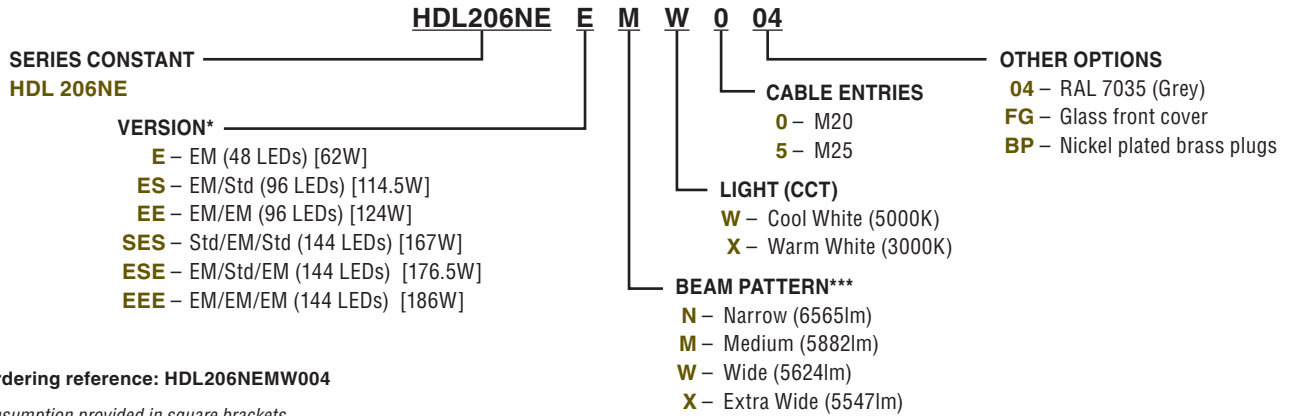 HDL206NE E M W 0 04
SERIES CONSTANT
HDL 206NE
VERSION*
E – EM (48 LEDs) [62W]
ES – EM/Std (96 LEDs) [114.5W]
EE – EM/EM (96 LEDs) [124W]
SES – Std/EM/Std (144 LEDs) [167W]
ESE – EM/Std/EM (144 LEDs) [176.5W]
EEE – EM/EM/EM (144 LEDs) [186W]
BEAM PATTERN***
N – Narrow (6565lm)
M – Medium (5882lm)
W – Wide (5624lm)
X – Extra Wide (5547lm)
LIGHT (CCT)
W – Cool White (5000K)
X – Warm White (3000K)
CABLE ENTRIES
0 – M20
5 – M25
OTHER OPTIONS
04 – RAL 7035 (Grey)
FG – Glass front cover
BP – Nickel plated brass plugs
rdering reference: HDL206NEMW004